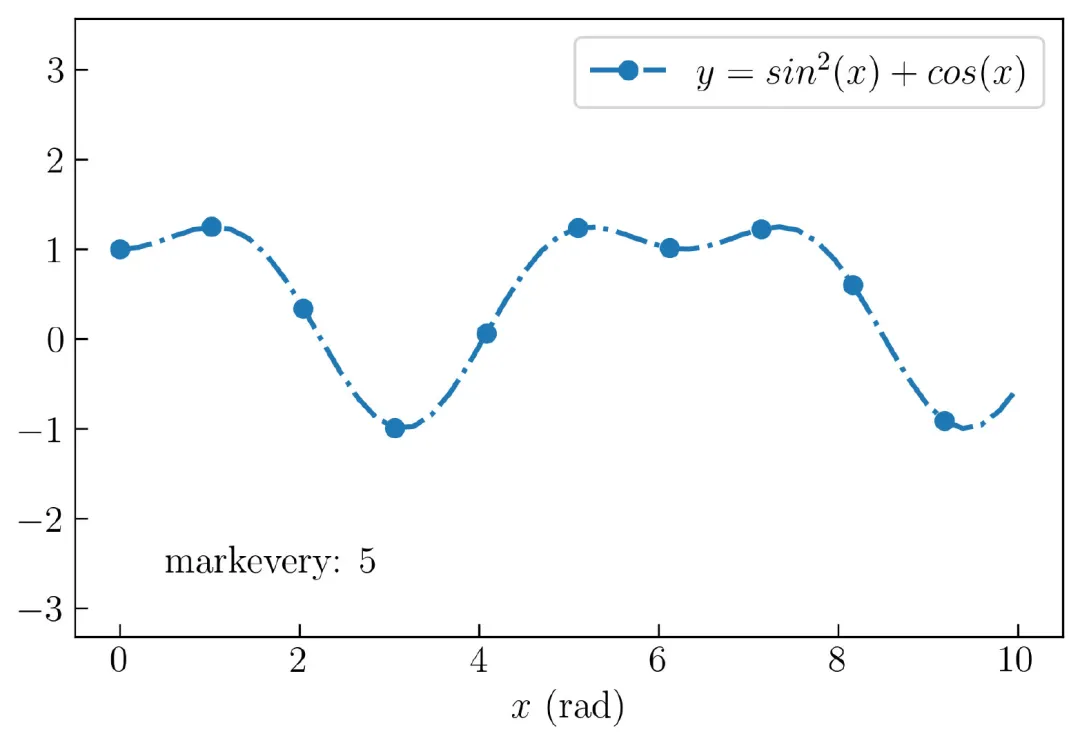 3
y = sin²(x) + cos(x)
2
1
0
−1
−2
markevery: 5
−3
0 2 4 6 8 10
x (rad)